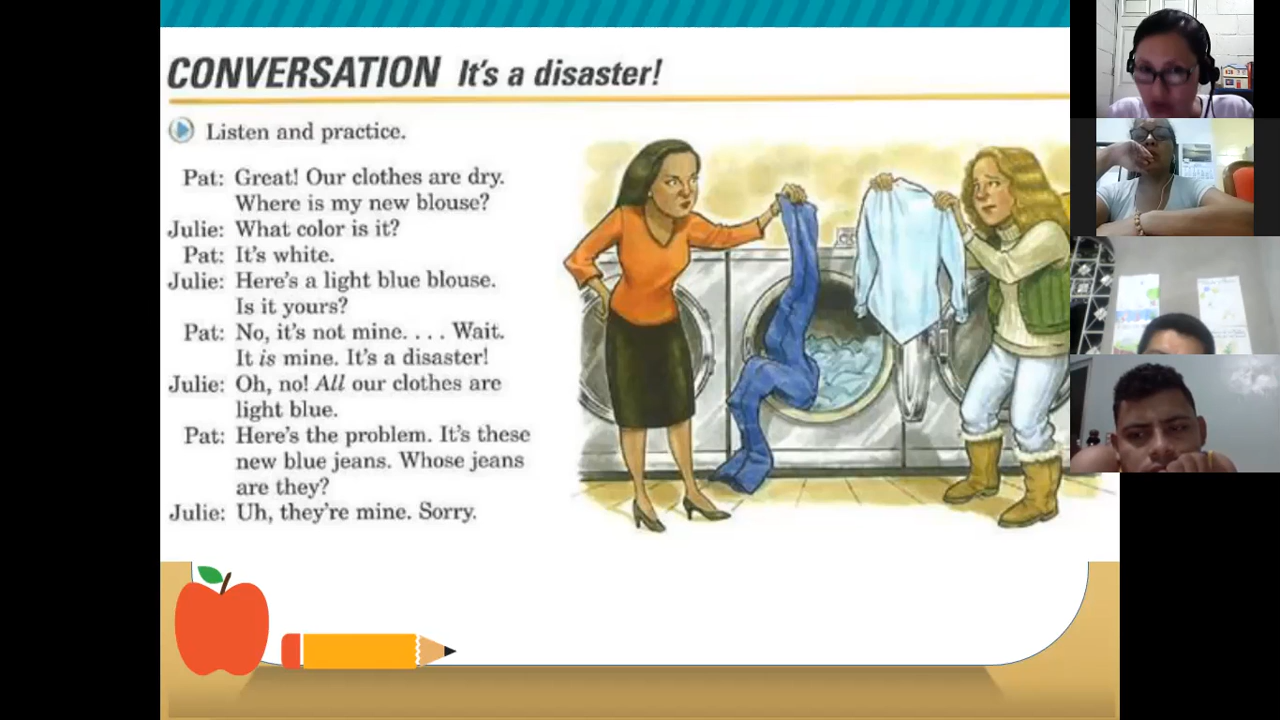 CONVERSATION It's a disaster!
Listen and practice.
Pat: Great! Our clothes are dry.
Where is my new blouse?
Julie: What color is it?
Pat: It's white.
Julie: Here's a light blue blouse.
Is it yours?
Pat: No, it's not mine. . . . Wait.
It is mine. It's a disaster!
Julie: Oh, no! All our clothes are
light blue.
Pat: Here's the problem. It's these
new blue jeans. Whose jeans
are they?
Julie: Uh, they're mine. Sorry.